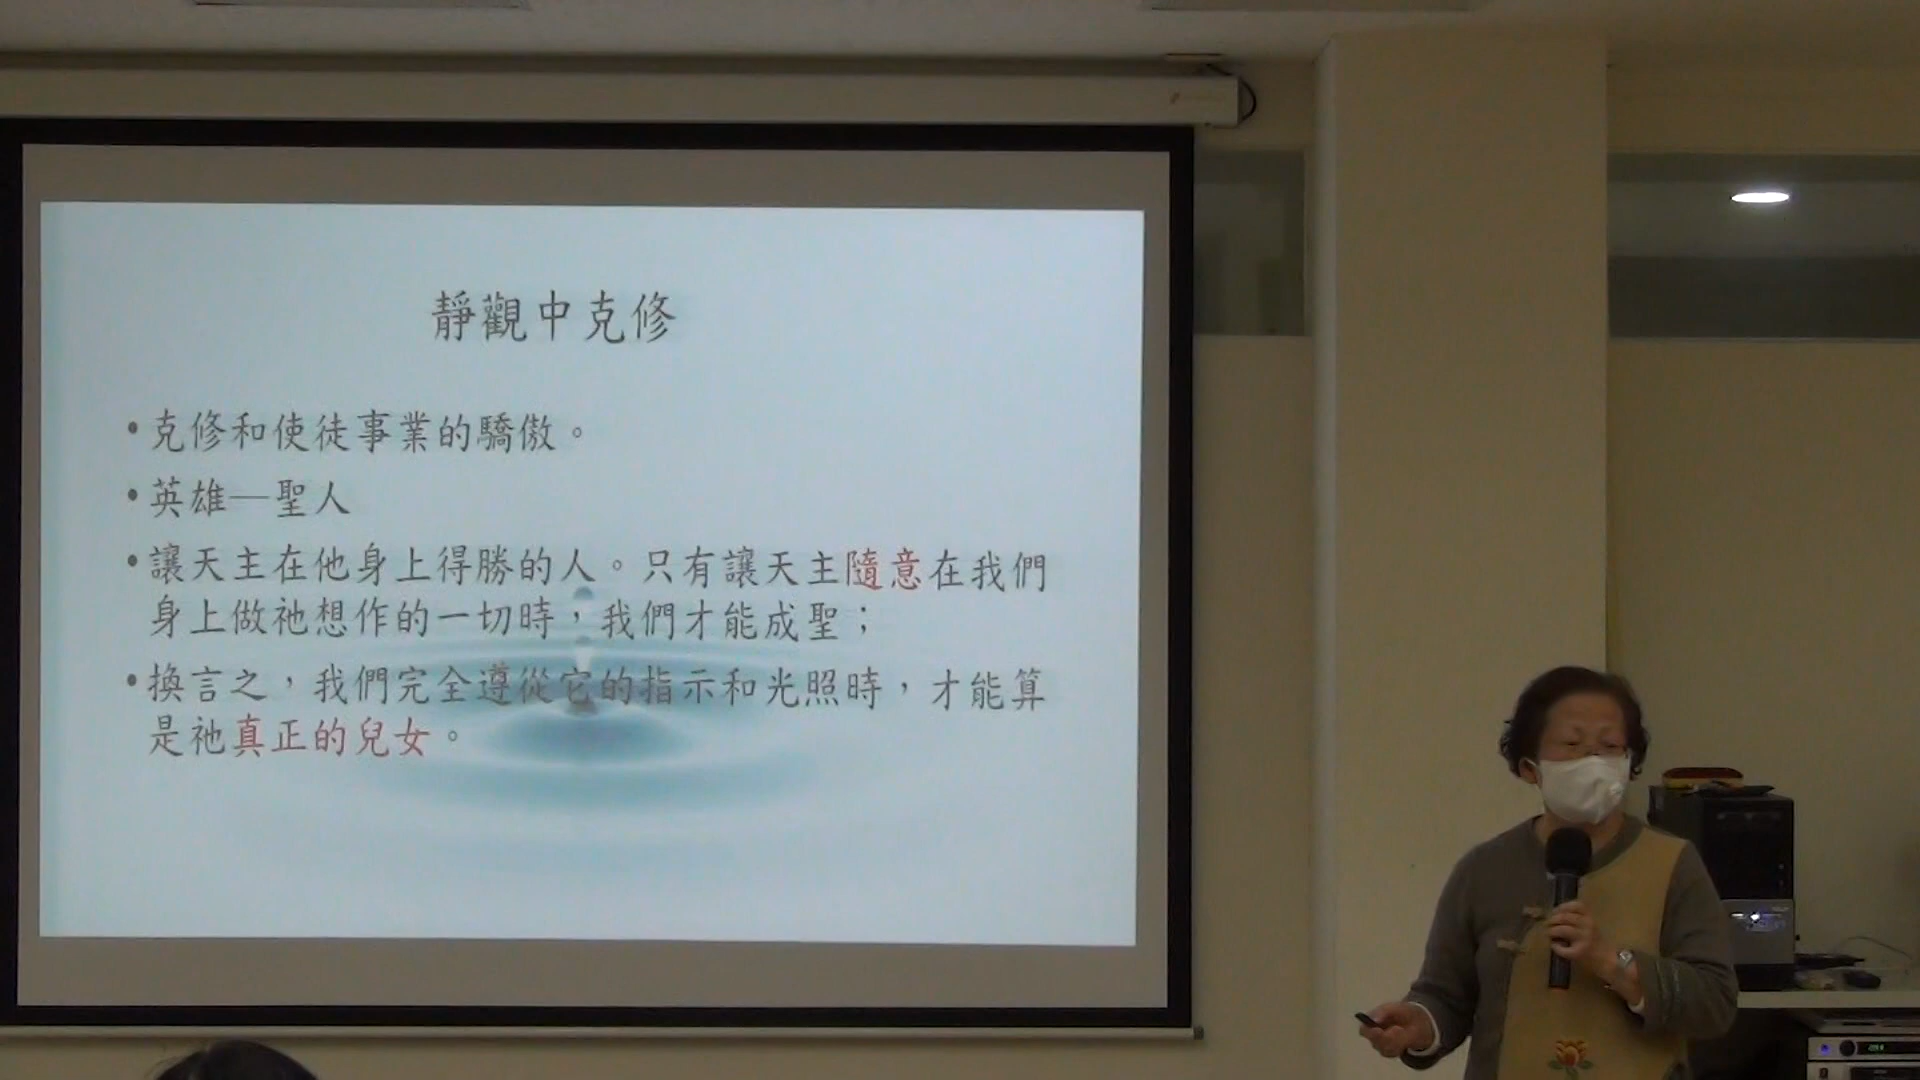 靜觀中克修
•克修和使徒事業的驕傲。
•英雄—聖人
•讓天主在他身上得勝的人。只有讓天主隨意在我們
身上做祂想作的一切時，我們才能成聖；
•換言之，我們完全遵從它的指示和光照時，才能算
是祂真正的兒女。